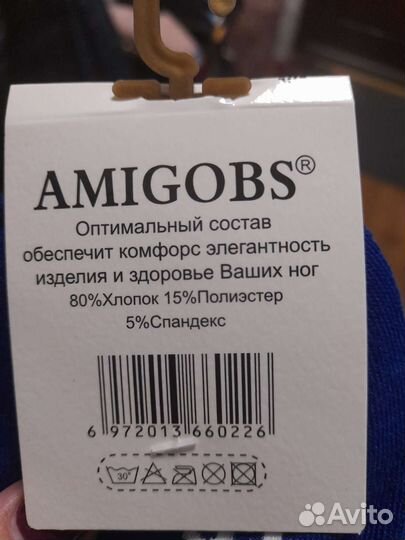 AMIGOBS®
Оптимальный состав
обеспечит комфорс элегантность
изделия и здоровье Ваших ног
80%Хлопок 15%Полиэстер
5%Спандекс
6 972013 660226
30°
Avito